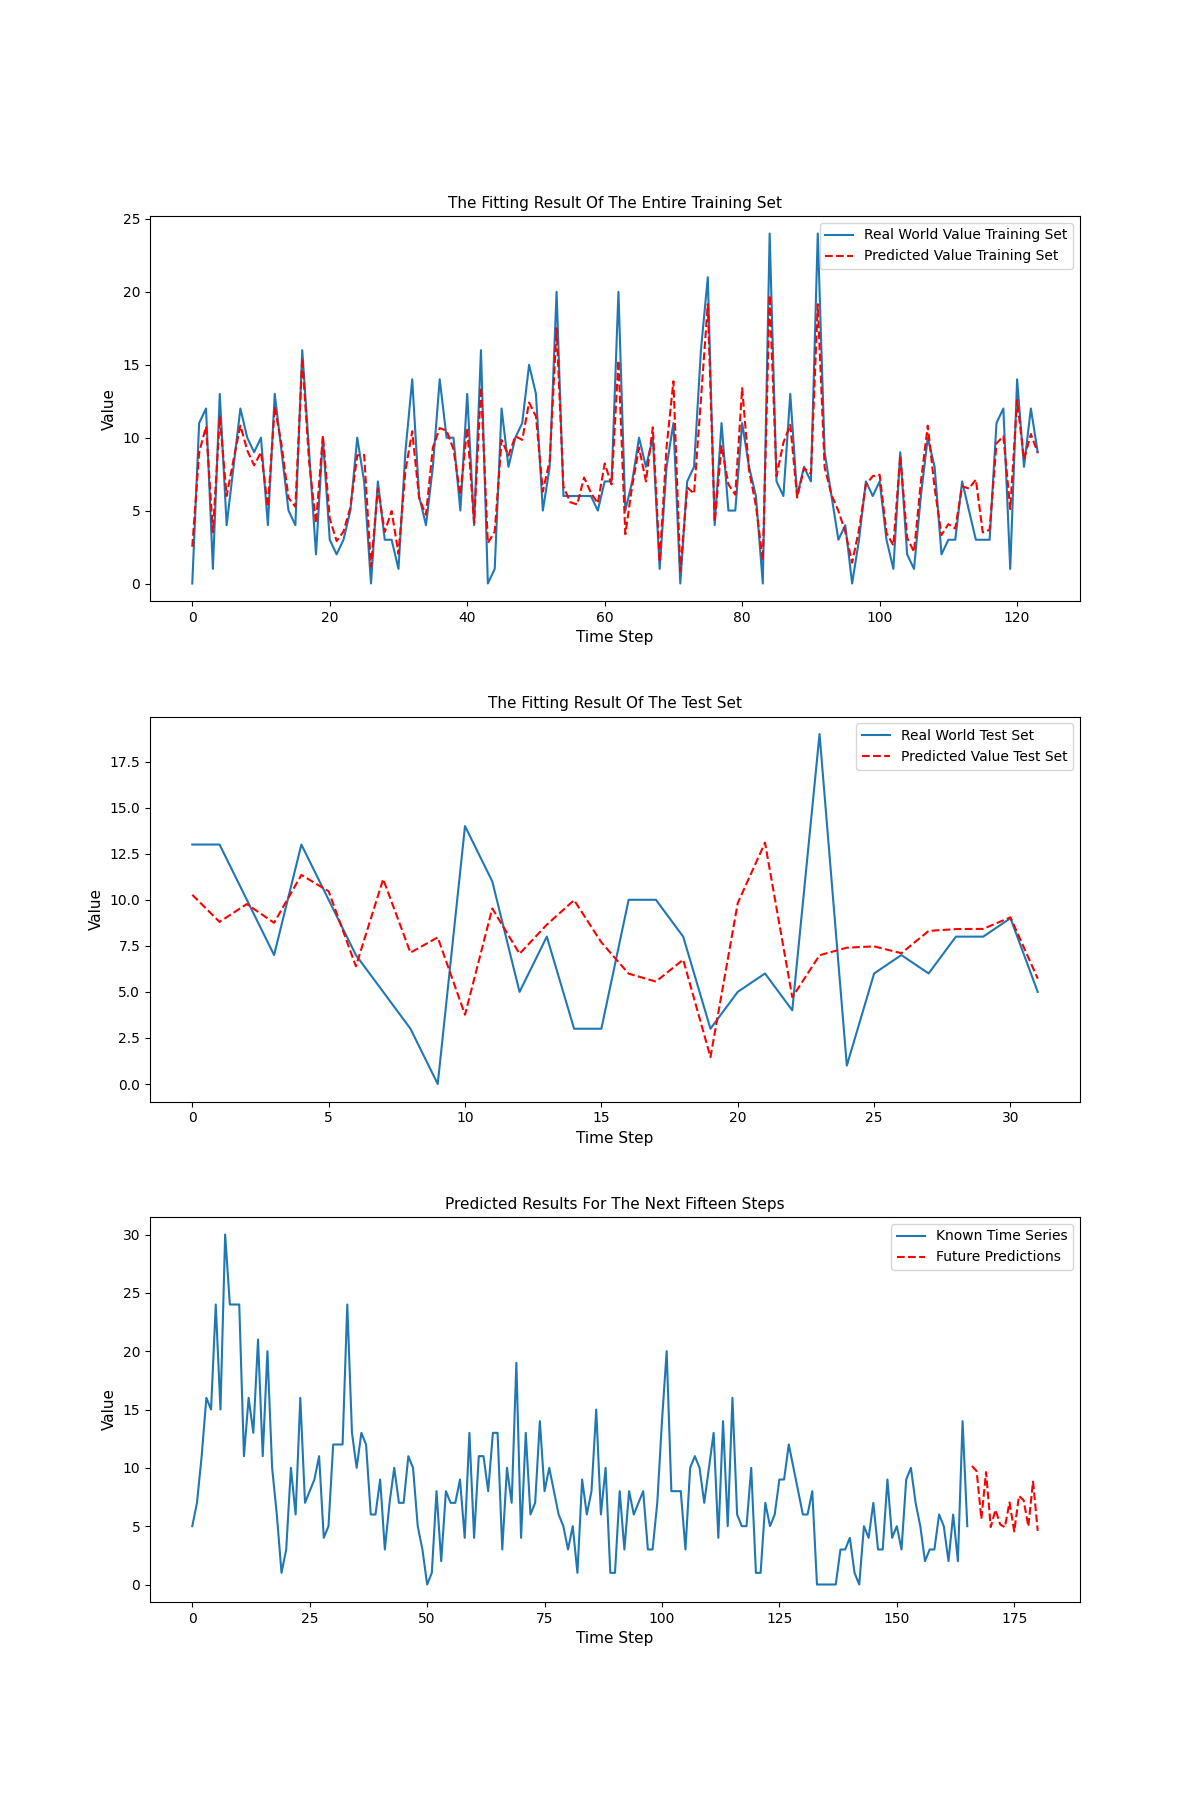 The Fitting Result Of The Entire Training Set
25
20
15
10
5
0
Value
Real World Value Training Set
Predicted Value Training Set
0 20 40 60 80 100 120
Time Step
The Fitting Result Of The Test Set
17.5
15.0
12.5
10.0
7.5
5.0
2.5
0.0
Value
Real World Test Set
Predicted Value Test Set
0 5 10 15 20 25 30
Time Step
Predicted Results For The Next Fifteen Steps
30
25
20
15
10
5
0
Value
Known Time Series
Future Predictions
0 25 50 75 100 125 150 175
Time Step